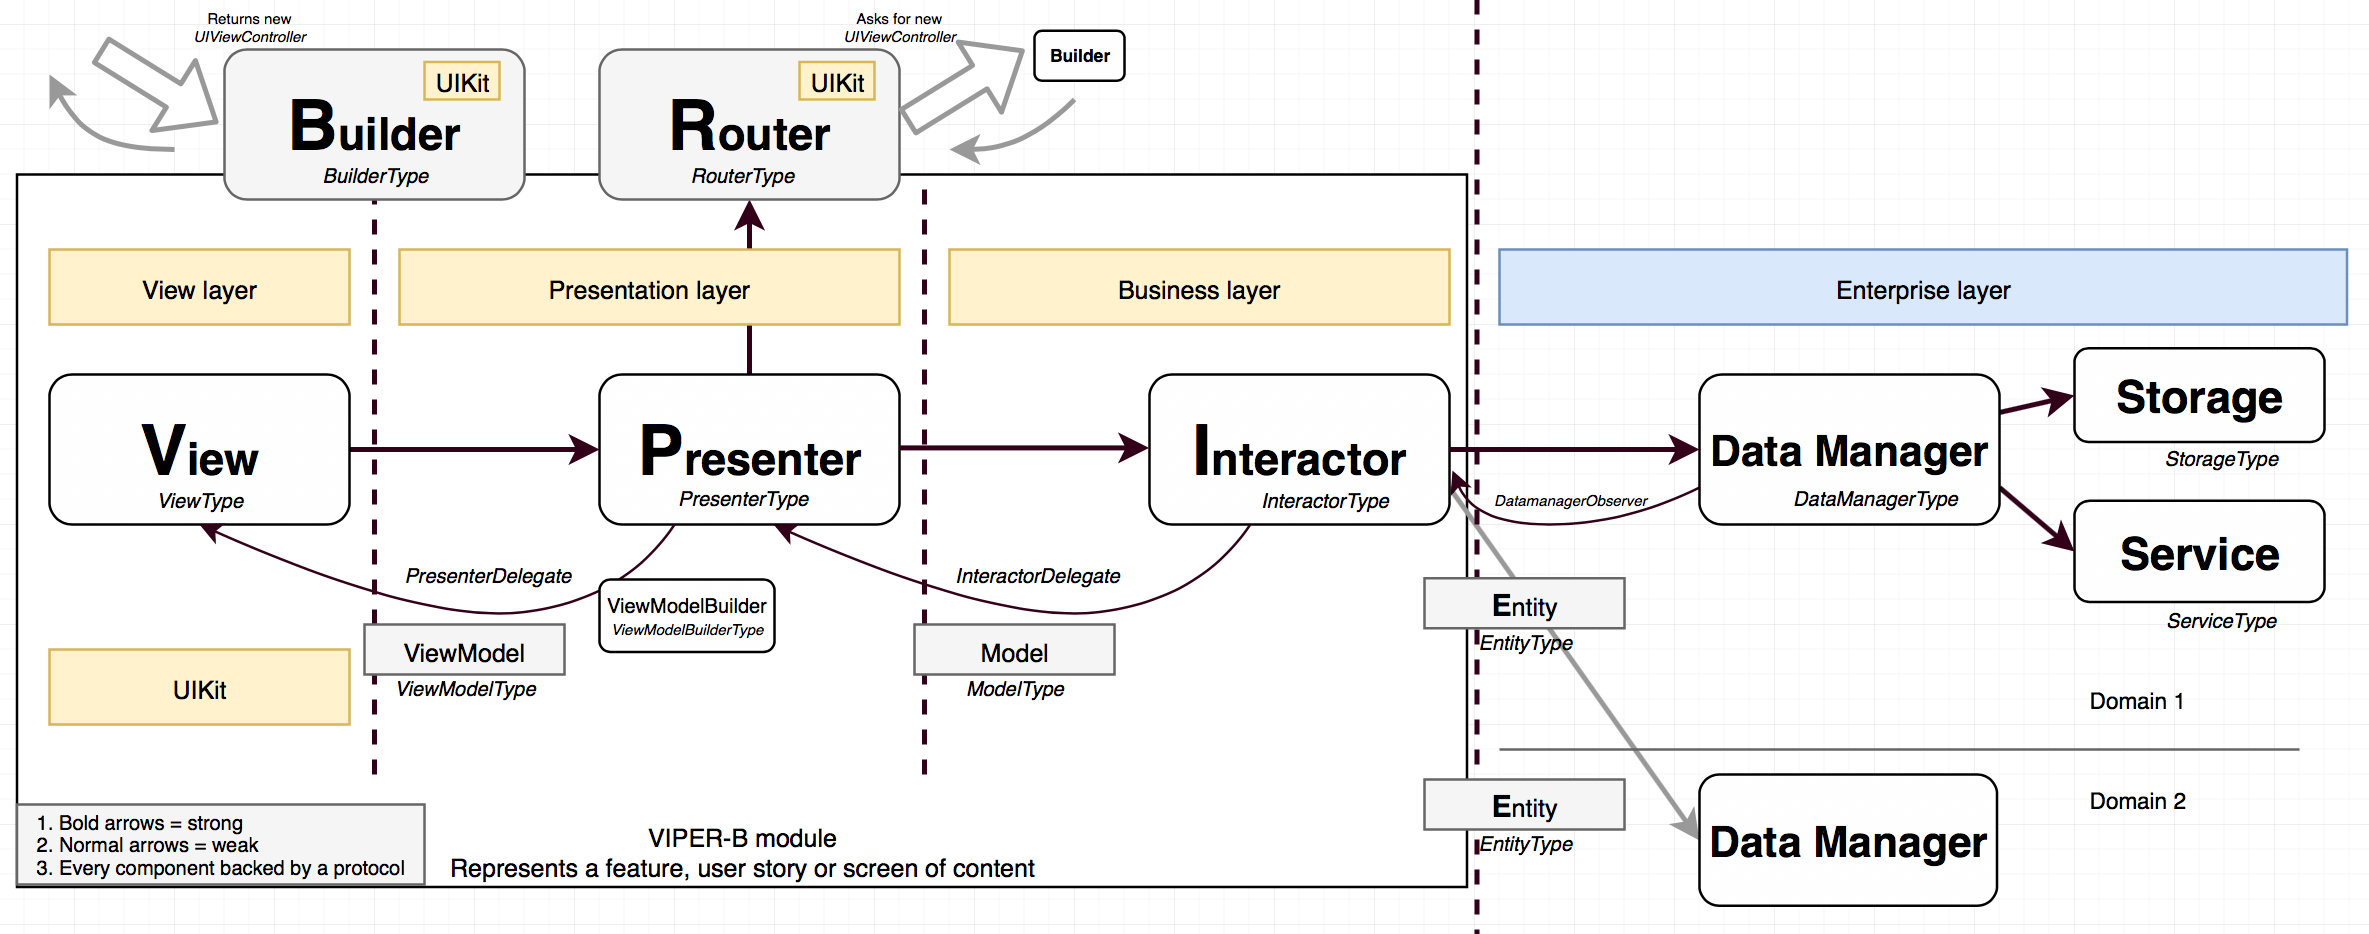 Returns new
UIViewController
Asks for new
UIViewController
Builder
UIKit
Builder
BuilderType
UIKit
Router
RouterType
View layer
Presentation layer
Business layer
Enterprise layer
View
ViewType
Presenter
PresenterType
Interactor
InteractorType
DatamanagerObserver
Data Manager
DataManagerType
Storage
StorageType
Service
ServiceType
PresenterDelegate
InteractorDelegate
ViewModelBuilder
ViewModelBuilderType
Entity
EntityType
ViewModel
ViewModelType
Model
ModelType
UIKit
Domain 1
Domain 2
Entity
EntityType
Data Manager
1. Bold arrows = strong
2. Normal arrows = weak
3. Every component backed by a protocol
VIPER-B module
Represents a feature, user story or screen of content